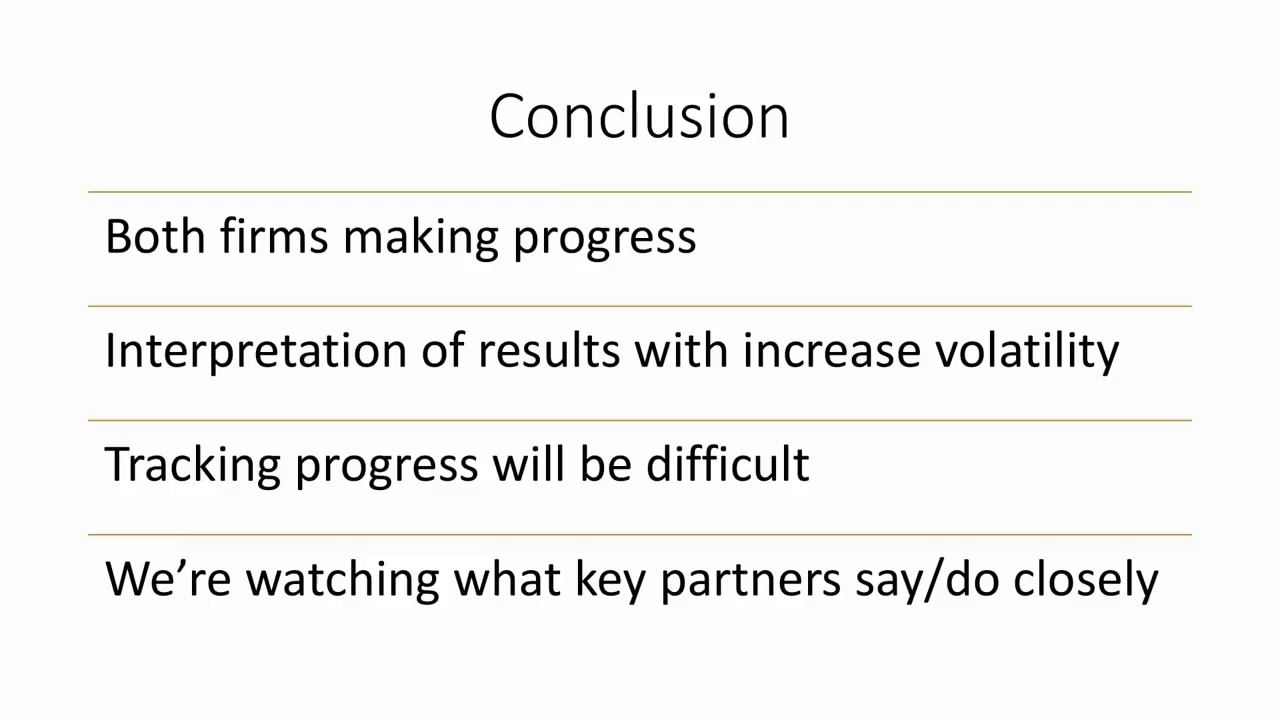 Conclusion
Both firms making progress
Interpretation of results with increase volatility
Tracking progress will be difficult
We’re watching what key partners say/do closely